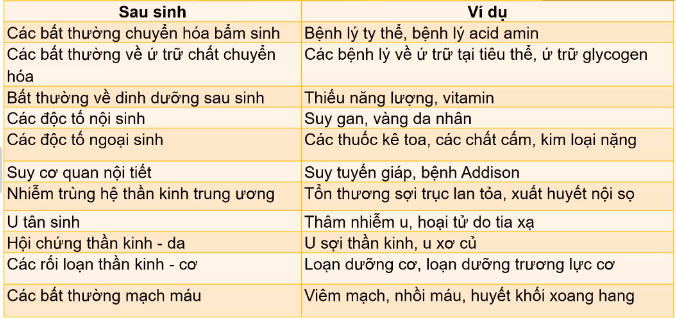 Sau sinh
Ví dụ
Các bất thường chuyển hóa bẩm sinh
Bệnh lý ty thể, bệnh lý acid amin
Các bất thường về ứ trữ chất chuyển
hóa
Các bệnh lý về ứ trữ tại tiêu thể, ứ trữ glycogen
Bất thường về dinh dưỡng sau sinh
Thiếu năng lượng, vitamin
Các độc tố nội sinh
Suy gan, vàng da nhân
Các độc tố ngoại sinh
Các thuốc kê toa, các chất cấm, kim loại nặng
Suy cơ quan nội tiết
Suy tuyến giáp, bệnh Addison
Nhiễm trùng hệ thần kinh trung ương
Tổn thương sợi trục lan tỏa, xuất huyết nội sọ
U tân sinh
Thâm nhiễm u, hoại tử do tia xạ
Hội chứng thần kinh - da
U sợi thần kinh, u xơ củ
Các rối loạn thần kinh - cơ
Loạn dưỡng cơ, loạn dưỡng trương lực cơ
Các bất thường mạch máu
Viêm mạch, nhồi máu, huyết khối xoang hang